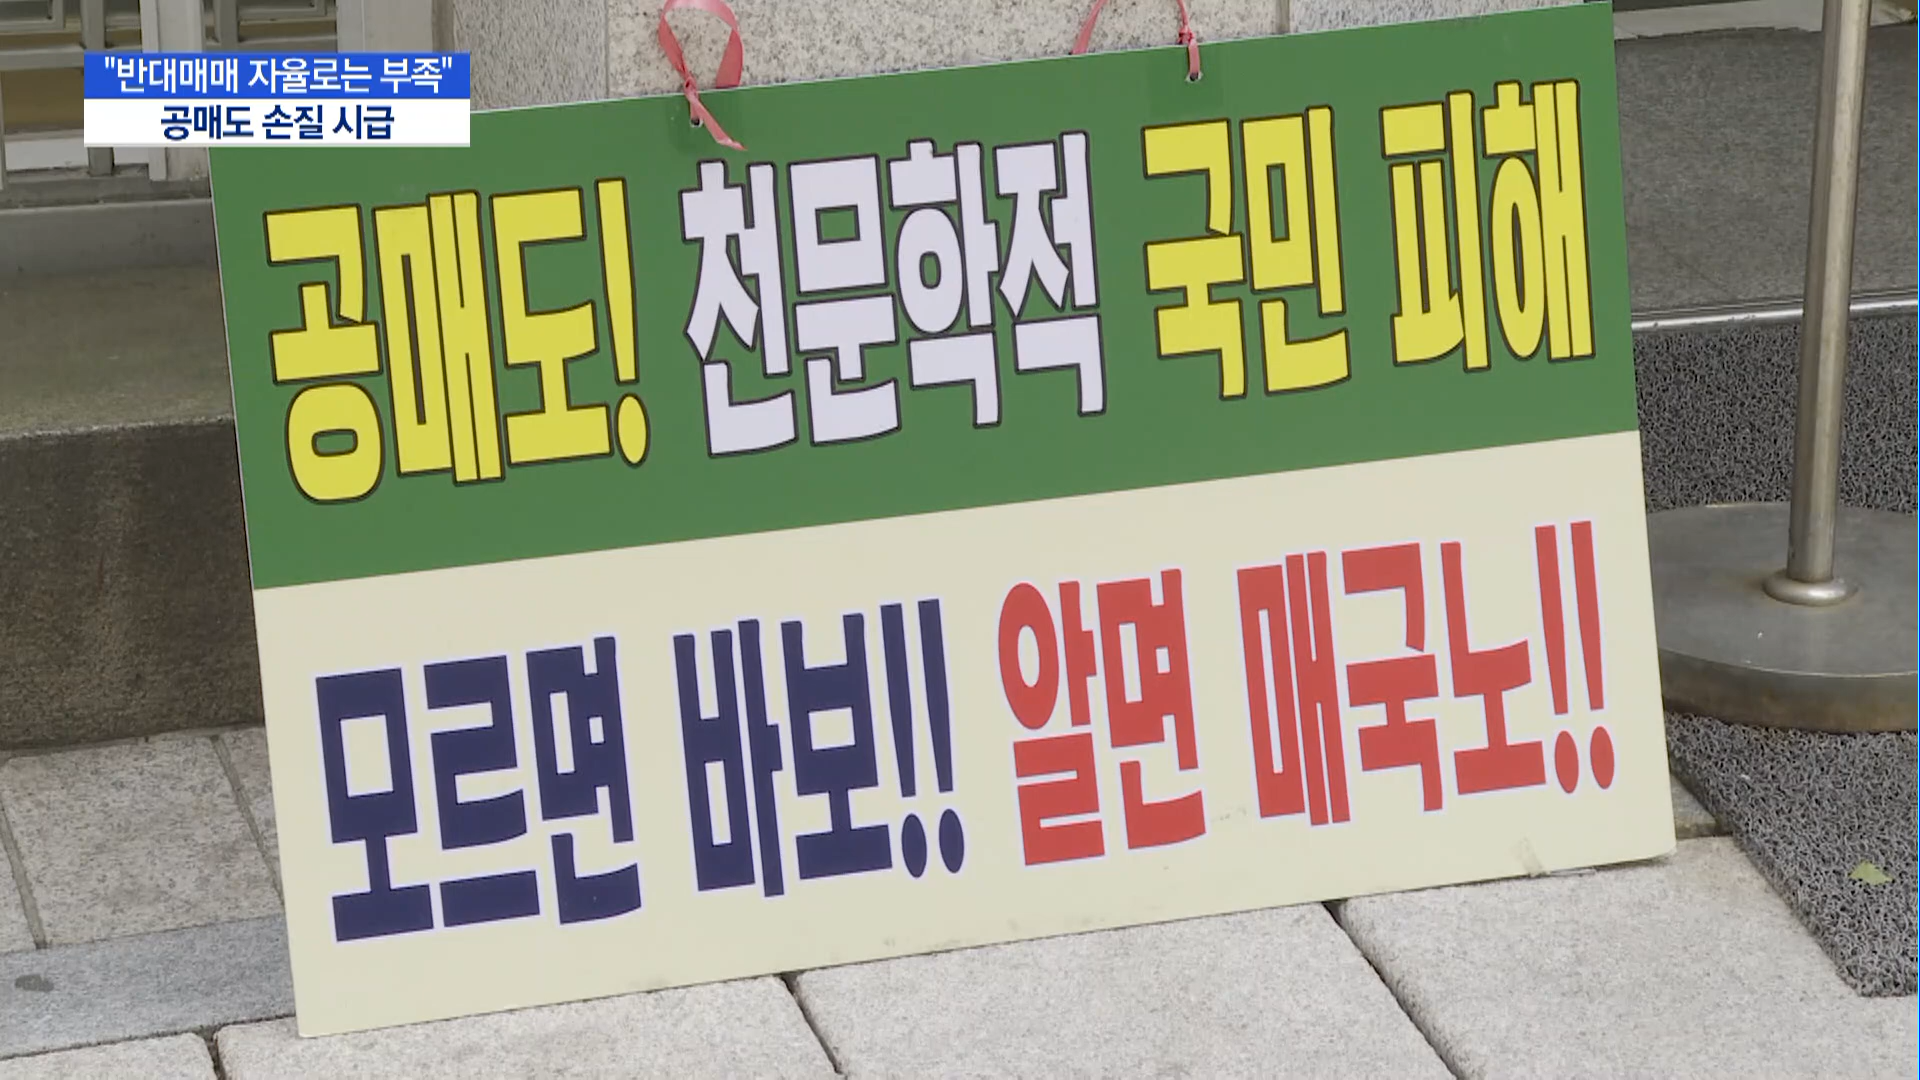 "반대매매 자율로는 부족"
공매도 손질 시급
공매도! 천문학적 국민 피해
모르면 바보!! 알면 매국노!!